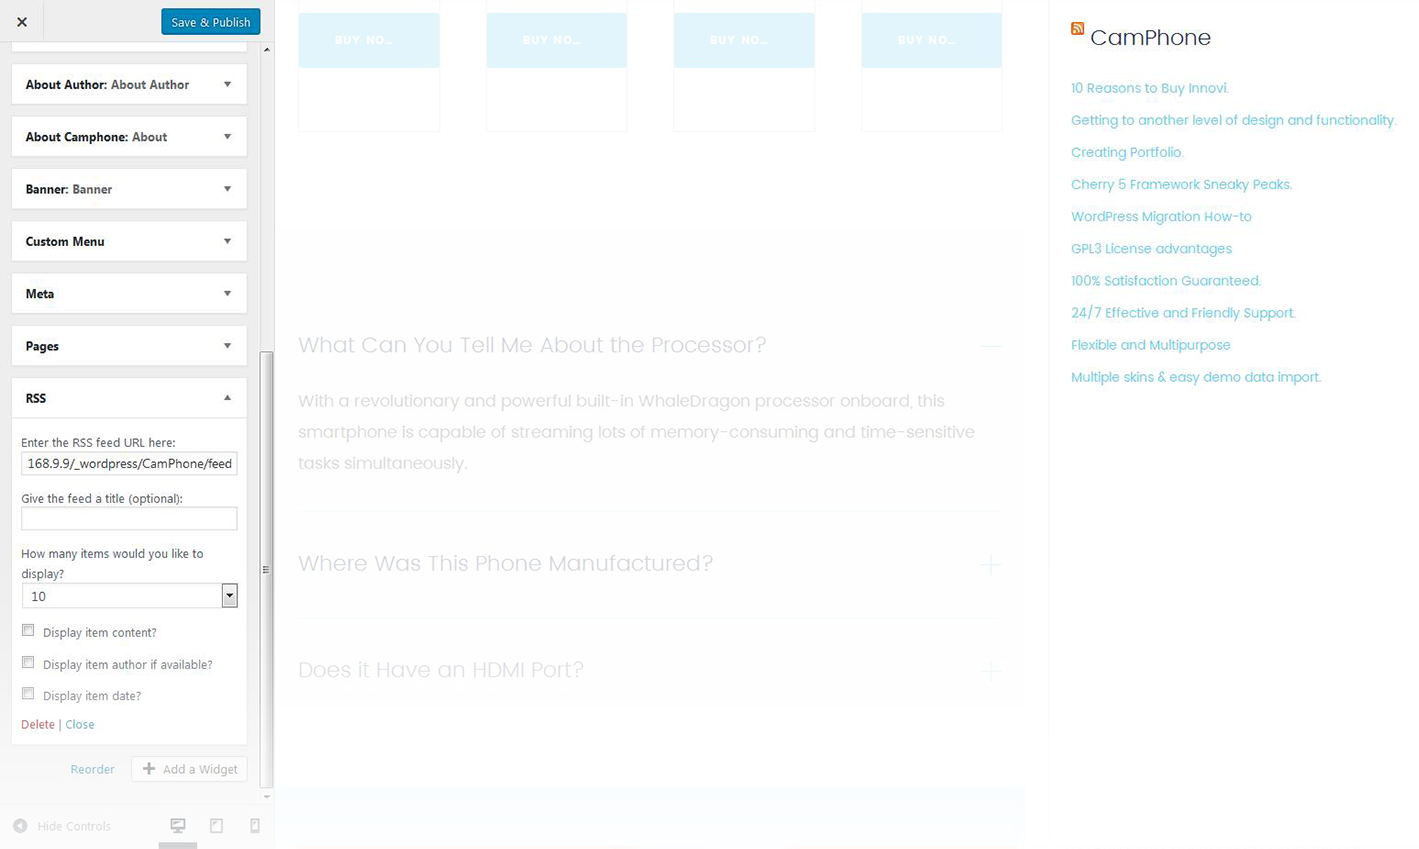 Save & Publish
About Author: About Author
About Camphone: About
Banner: Banner
Custom Menu
Meta
Pages
RSS
Enter the RSS feed URL here:
168.9.9/_wordpress/CamPhone/feed
Give the feed a title (optional):
How many items would you like to
display?
10
Display item content?
Display item author if available?
Display item date?
Delete | Close
Reorder
Add a Widget
Hide Controls
BUY NO...
BUY NO...
BUY NO...
BUY NO...
What Can You Tell Me About the Processor?
With a revolutionary and powerful built-in WhaleDragon processor onboard, this
smartphone is capable of streaming lots of memory-consuming and time-sensitive
tasks simultaneously.
Where Was This Phone Manufactured?
Does it Have an HDMI Port?
CamPhone
10 Reasons to Buy Innovi.
Getting to another level of design and functionality.
Creating Portfolio.
Cherry 5 Framework Sneaky Peaks.
WordPress Migration How-to
GPL3 License advantages
100% Satisfaction Guaranteed.
24/7 Effective and Friendly Support.
Flexible and Multipurpose
Multiple skins & easy demo data import.